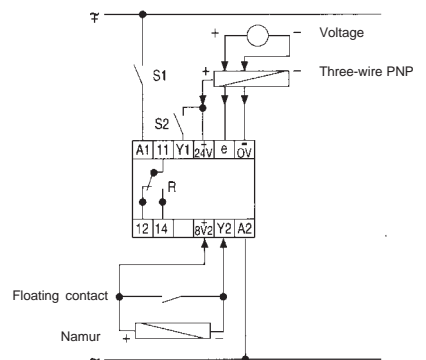 + − Voltage
+ − Three-wire PNP
S1
S2
A1 11 Y1 + 24V e − 0V
R
12 14 + 8V2 Y2 A2
Floating contact
Namur + −